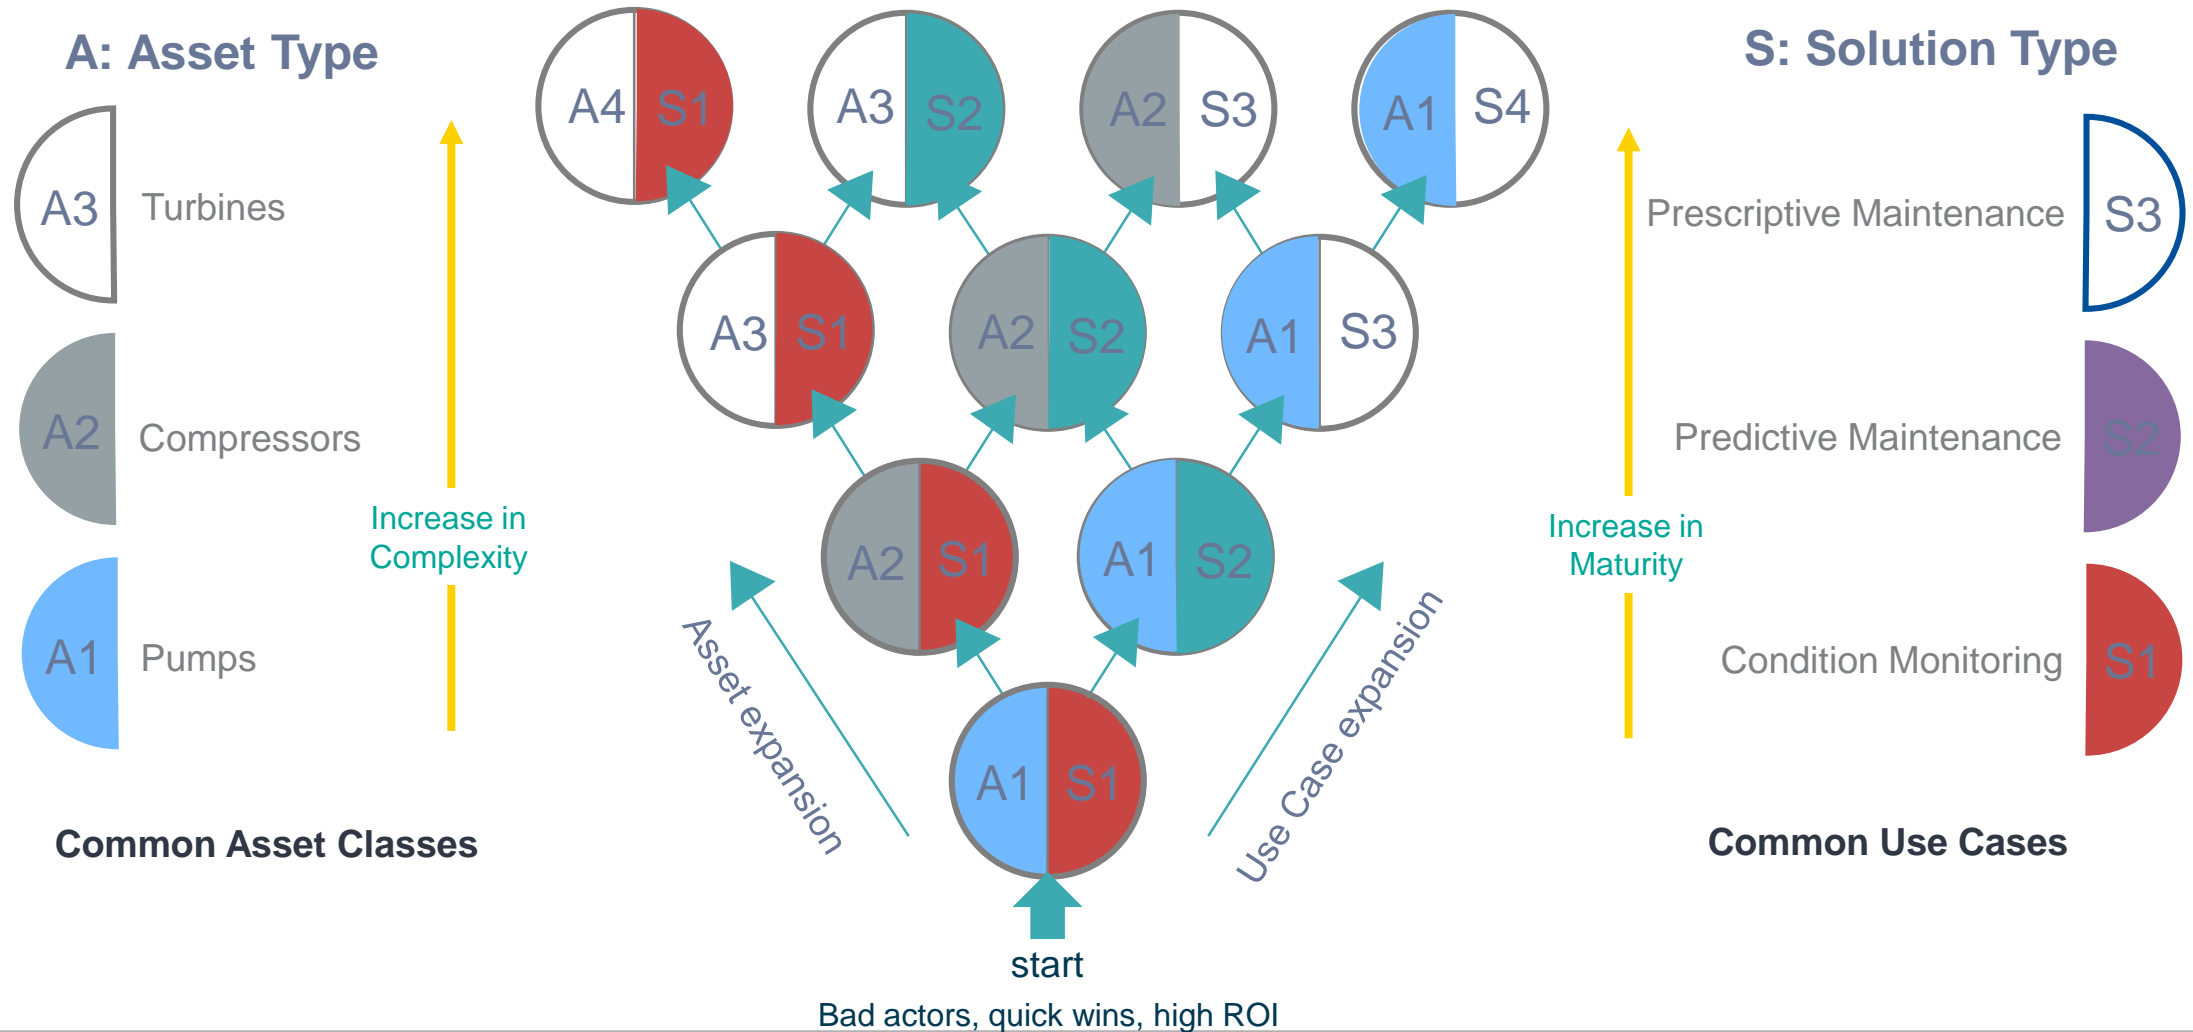 A: Asset Type
S: Solution Type
A4 S1
A3 S2
A2 S3
A1 S4
A3 Turbines
Prescriptive Maintenance S3
A3 S1
A2 S2
A1 S3
A2 Compressors
Predictive Maintenance S2
Increase in
Complexity
Increase in
Maturity
A2 S1
A1 S2
A1 Pumps
Condition Monitoring S1
Asset expansion
Use Case expansion
A1 S1
Common Asset Classes
Common Use Cases
start
Bad actors, quick wins, high ROI